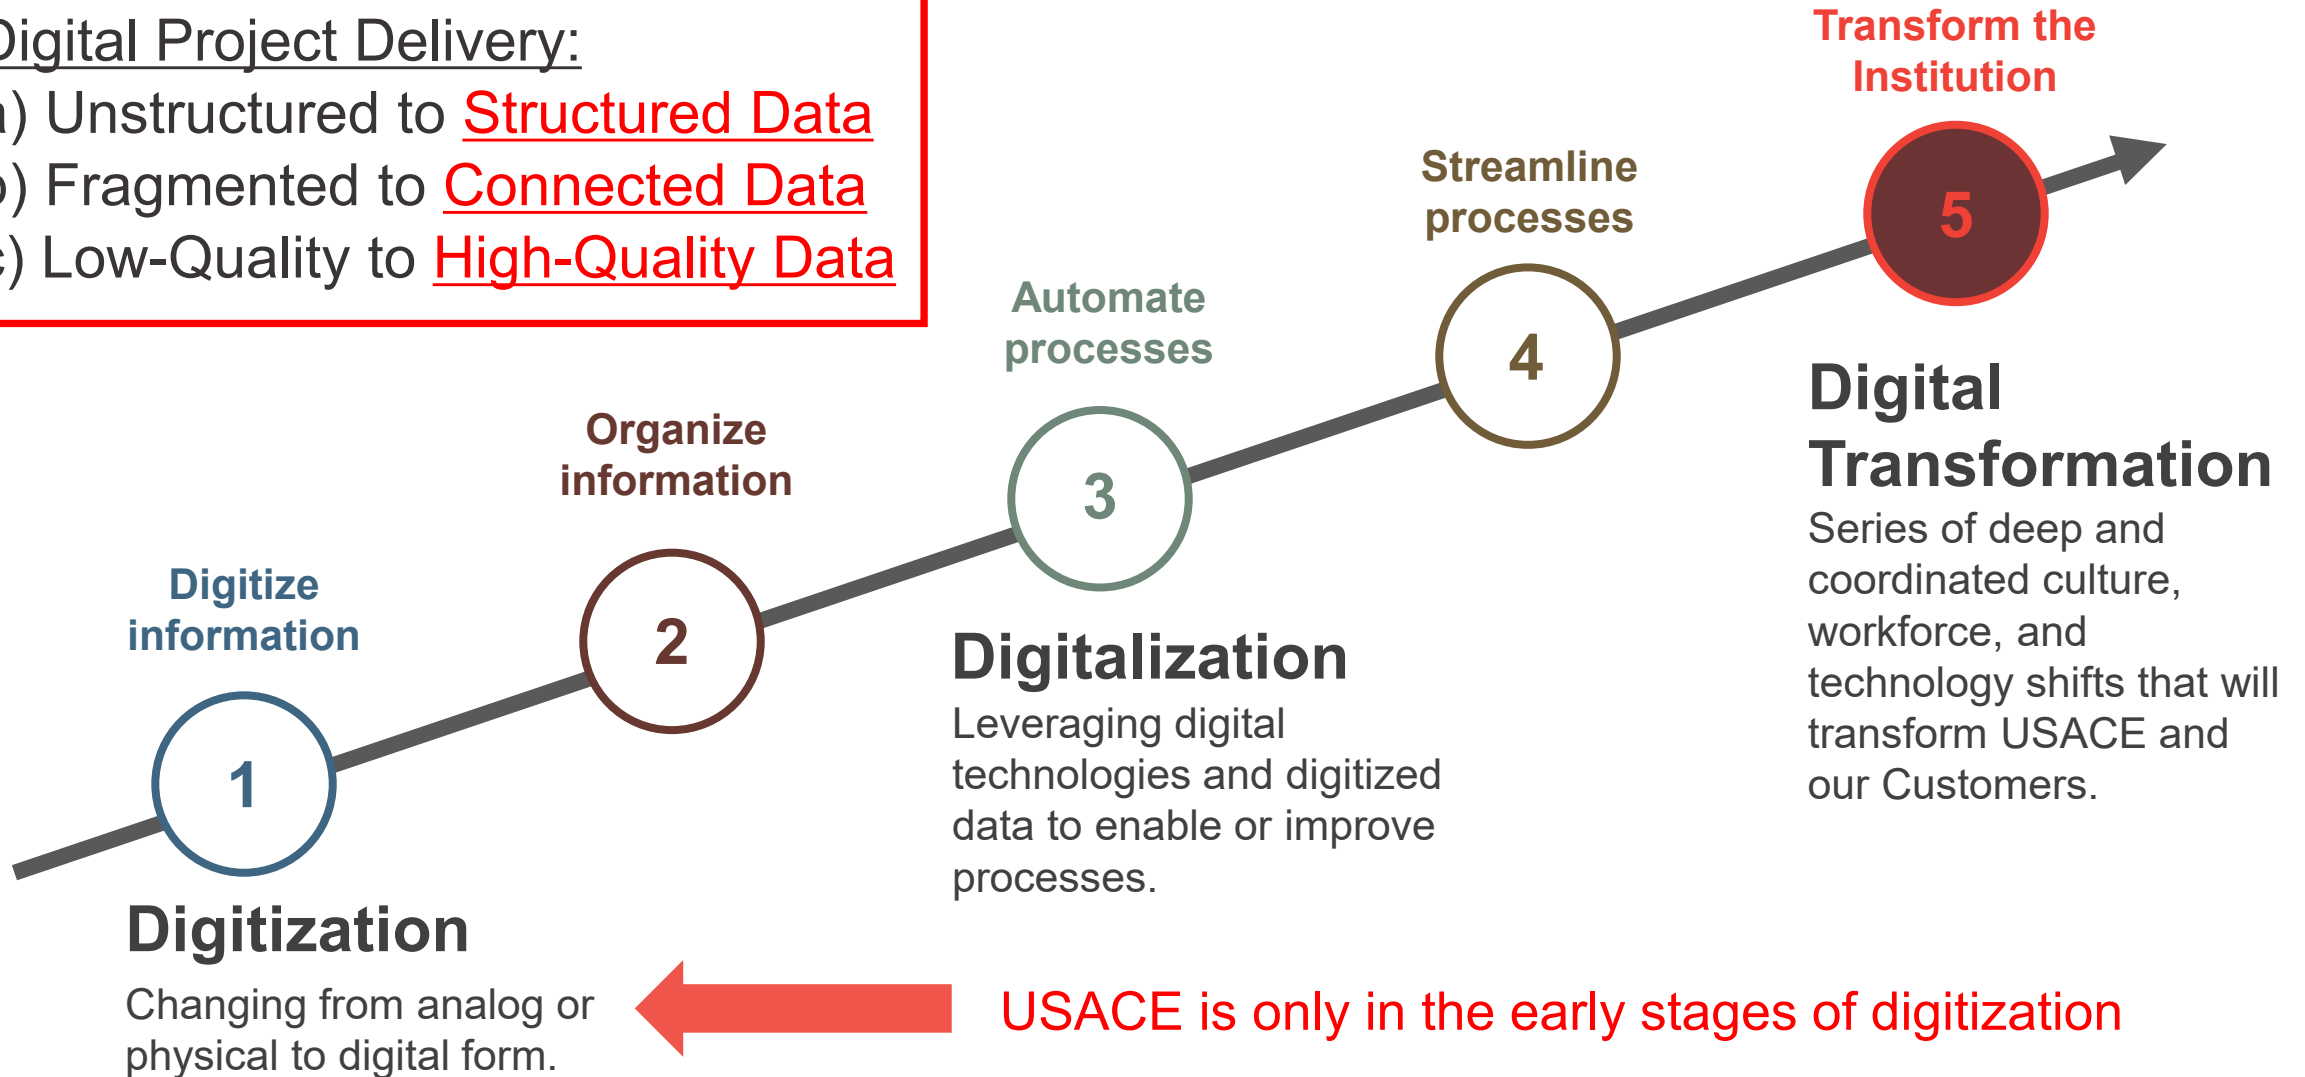 Digital Project Delivery:
a) Unstructured to Structured Data
b) Fragmented to Connected Data
c) Low-Quality to High-Quality Data
Transform the
Institution
5
Streamline
processes
4
Automate
processes
3
Organize
information
2
Digitize
information
1
Digitization
Changing from analog or
physical to digital form.
Digitalization
Leveraging digital
technologies and digitized
data to enable or improve
processes.
Digital
Transformation
Series of deep and
coordinated culture,
workforce, and
technology shifts that will
transform USACE and
our Customers.
USACE is only in the early stages of digitization